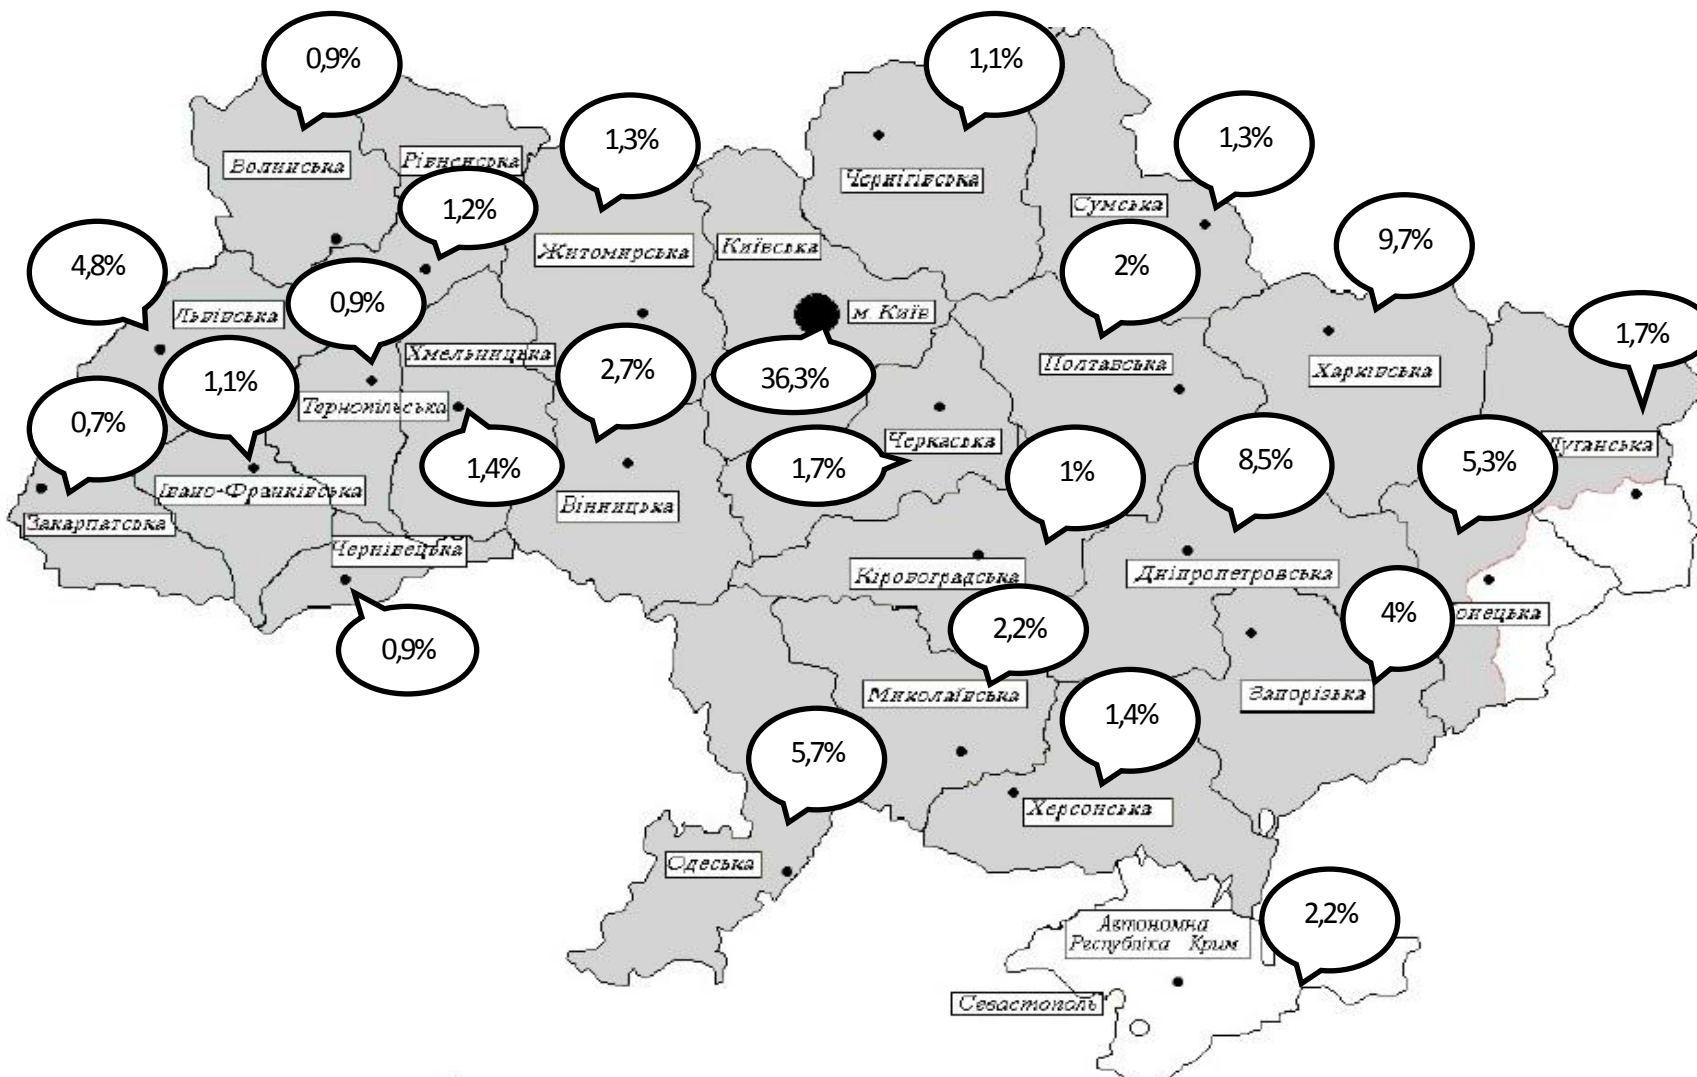 0,9%
1,1%
1,3%
1,3%
Волинська
Рівненська
Чернігівська
Сумська
1,2%
Житомирська
Київська
9,7%
4,8%
2%
0,9%
Львівська
м. Київ
1,7%
Хмельницька
Полтавська
Харківська
2,7%
36,3%
1,1%
Тернопільська
0,7%
Черкаська
Луганська
1,4%
1,7%
1%
8,5%
5,3%
Івано-Франківська
Вінницька
Закарпатська
Чернівецька
Кіровоградська
Дніпропетровська
онецька
4%
2,2%
0,9%
Миколаївська
Запорізька
1,4%
5,7%
Херсонська
Одеська
2,2%
Автономна
Республіка Крим
Севастополь